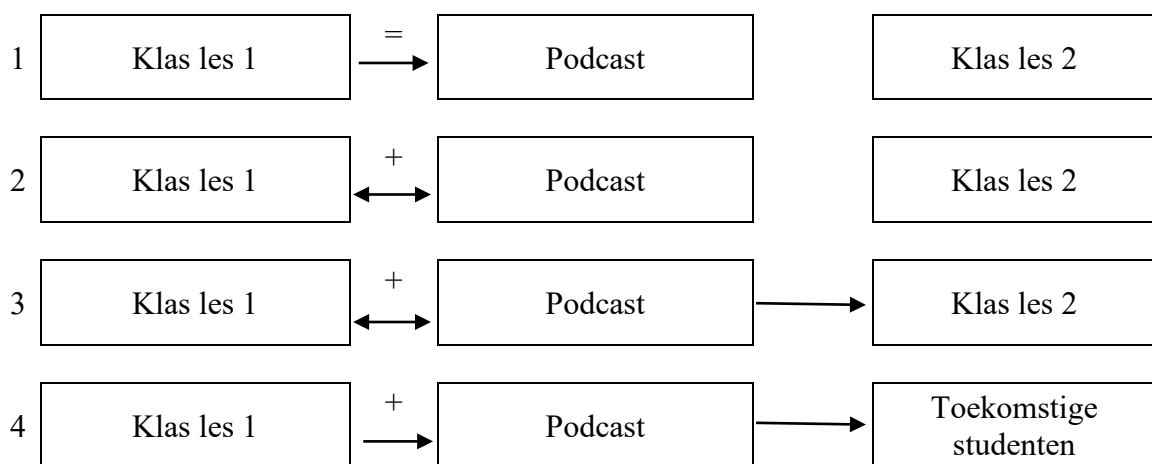 =
1 Klas les 1 Podcast Klas les 2
+
2 Klas les 1 Podcast Klas les 2
+
3 Klas les 1 Podcast Klas les 2
+
4 Klas les 1 Podcast Toekomstige
studenten